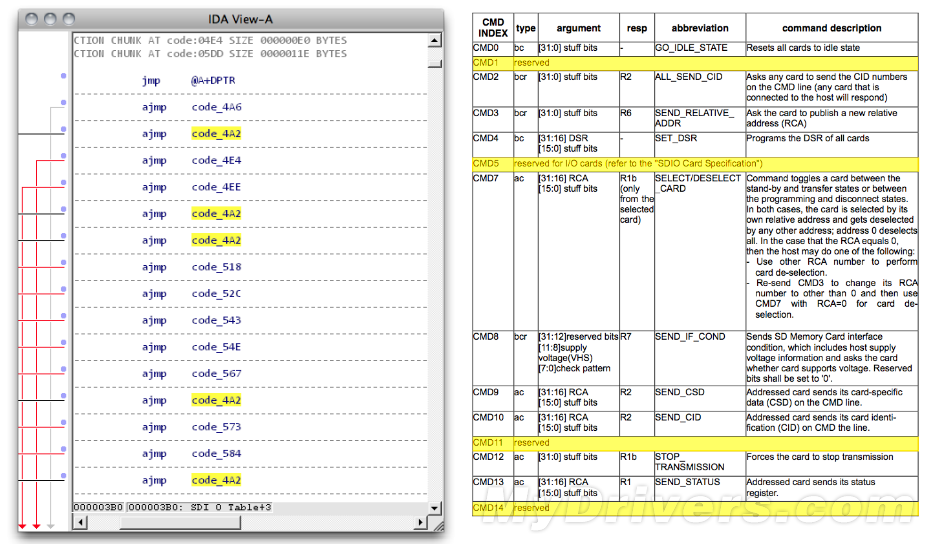 IDA View-A
CTION CHUNK AT code:04E4 SIZE 000000E0 BYTES
CTION CHUNK AT code:05DD SIZE 0000011E BYTES
jmp @A+DPTR
ajmp code_4A6
ajmp code_4A2
ajmp code_4E4
ajmp code_4EE
ajmp code_4A2
ajmp code_4A2
ajmp code_518
ajmp code_52C
ajmp code_543
ajmp code_54E
ajmp code_567
ajmp code_4A2
ajmp code_573
ajmp code_584
ajmp code_4A2
000003B0 000003B0: SDI 0 Table+3
CMD INDEX type argument resp abbreviation command description
CMD0 bc [31:0] stuff bits - GO_IDLE_STATE Resets all cards to idle state
CMD1 reserved
CMD2 bcr [31:0] stuff bits R2 ALL_SEND_CID Asks any card to send the CID numbers
on the CMD line (any card that is
connected to the host will respond)
CMD3 bcr [31:0] stuff bits R6 SEND_RELATIVE_
ADDR
Ask the card to publish a new relative
address (RCA)
CMD4 bc [31:16] DSR
[15:0] stuff bits
- SET_DSR Programs the DSR of all cards
CMD5 reserved for I/O cards (refer to the "SDIO Card Specification")
CMD7 ac [31:16] RCA
[15:0] stuff bits
R1b
(only
from the
selected
card)
SELECT/DESELECT
_CARD
Command toggles a card between the
stand-by and transfer states or between
the programming and disconnect states.
In both cases, the card is selected by its
own relative address and gets deselected
by any other address; address 0 deselects
all. In the case that the RCA equals 0,
then the host may do one of the following:
- Use other RCA number to perform
card de-selection.
- Re-send CMD3 to change its RCA
number to other than 0 and then use
CMD7 with RCA=0 for card de-
selection.
CMD8 bcr [31:12]reserved bits
[11:8]supply
voltage(VHS)
[7:0]check pattern
R7 SEND_IF_COND Sends SD Memory Card interface
condition, which includes host supply
voltage information and asks the card
whether card supports voltage. Reserved
bits shall be set to '0'.
CMD9 ac [31:16] RCA
[15:0] stuff bits
R2 SEND_CSD Addressed card sends its card-specific
data (CSD) on the CMD line.
CMD10 ac [31:16] RCA
[15:0] stuff bits
R2 SEND_CID Addressed card sends its card identi-
fication (CID) on CMD the line.
CMD11 reserved
CMD12 ac [31:0] stuff bits R1b STOP_
TRANSMISSION
Forces the card to stop transmission
CMD13 ac [31:16] RCA
[15:0] stuff bits
R1 SEND_STATUS Addressed card sends its status
register.
CMD14 reserved
MyDrivers.com